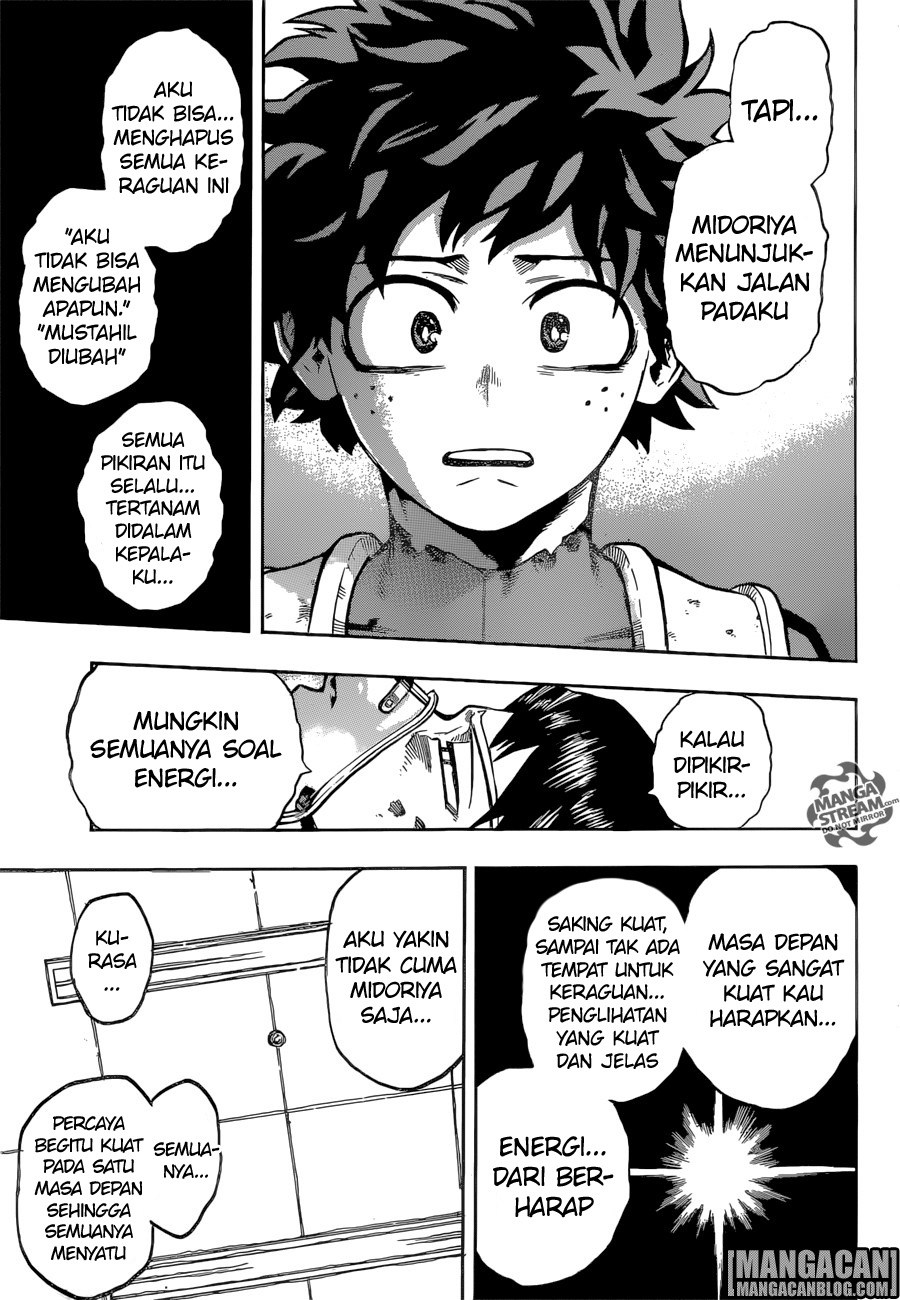 TAPI...
MIDORIYA
MENUNJUK-
KAN JALAN
PADAKU
AKU
TIDAK BISA...
MENGHAPUS
SEMUA KE-
RAGUAN INI
"AKU
TIDAK BISA
MENGUBAH
APAPUN."
"MUSTAHIL
DIUBAH"
SEMUA
PIKIRAN ITU
SELALU...
TERTANAM
DIDALAM
KEPALA-
KU...
KALAU
DIPIKIR-
PIKIR...
MUNGKIN
SEMUANYA SOAL
ENERGI...
MANGA
STREAM.com
DO NOT MIRROR!
MASA DEPAN
YANG SANGAT
KUAT KAU
HARAPKAN...
SAKING KUAT,
SAMPAI TAK ADA
TEMPAT UNTUK
KERAGUAN...
PENGLIHATAN
YANG KUAT
DAN JELAS
ENERGI...
DARI BER-
HARAP
AKU YAKIN
TIDAK CUMA
MIDORIYA
SAJA...
KU-
RASA
...
SEMUA-
NYA...
PERCAYA
BEGITU KUAT
PADA SATU
MASA DEPAN
SEHINGGA
SEMUANYA
MENYATU
[MANGACAN]
MANGACANBLOG.COM